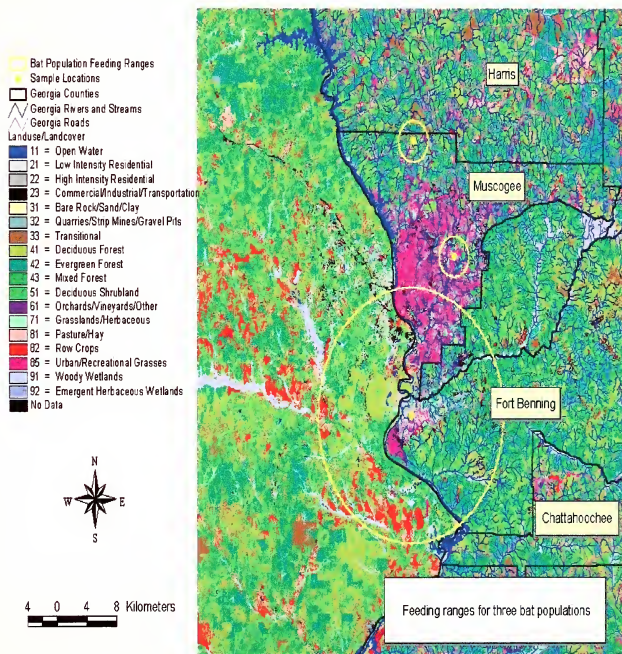 Bat Population Feeding Ranges
Sample Locations
Georgia Counties
Georgia Rivers and Streams
Georgia Roads
Landuse/Landcover
11 = Open Water
21 = Low Intensity Residential
22 = High Intensity Residential
23 = Commercial/Industrial/Transportation
31 = Bare Rock/Sand/Clay
32 = Quarries/Strip Mines/Gravel Pits
33 = Transitional
41 = Deciduous Forest
42 = Evergreen Forest
43 = Mixed Forest
51 = Deciduous Shrubland
61 = Orchards/Vineyards/Other
71 = Grasslands/Herbaceous
81 = Pasture/Hay
82 = Row Crops
85 = Urban/Recreational Grasses
91 = Woody Wetlands
92 = Emergent Herbaceous Wetlands
No Data
N
W E
S
4 0 4 8 Kilometers
Harris
Muscogee
Fort Benning
Chattahoochee
Feeding ranges for three bat populations